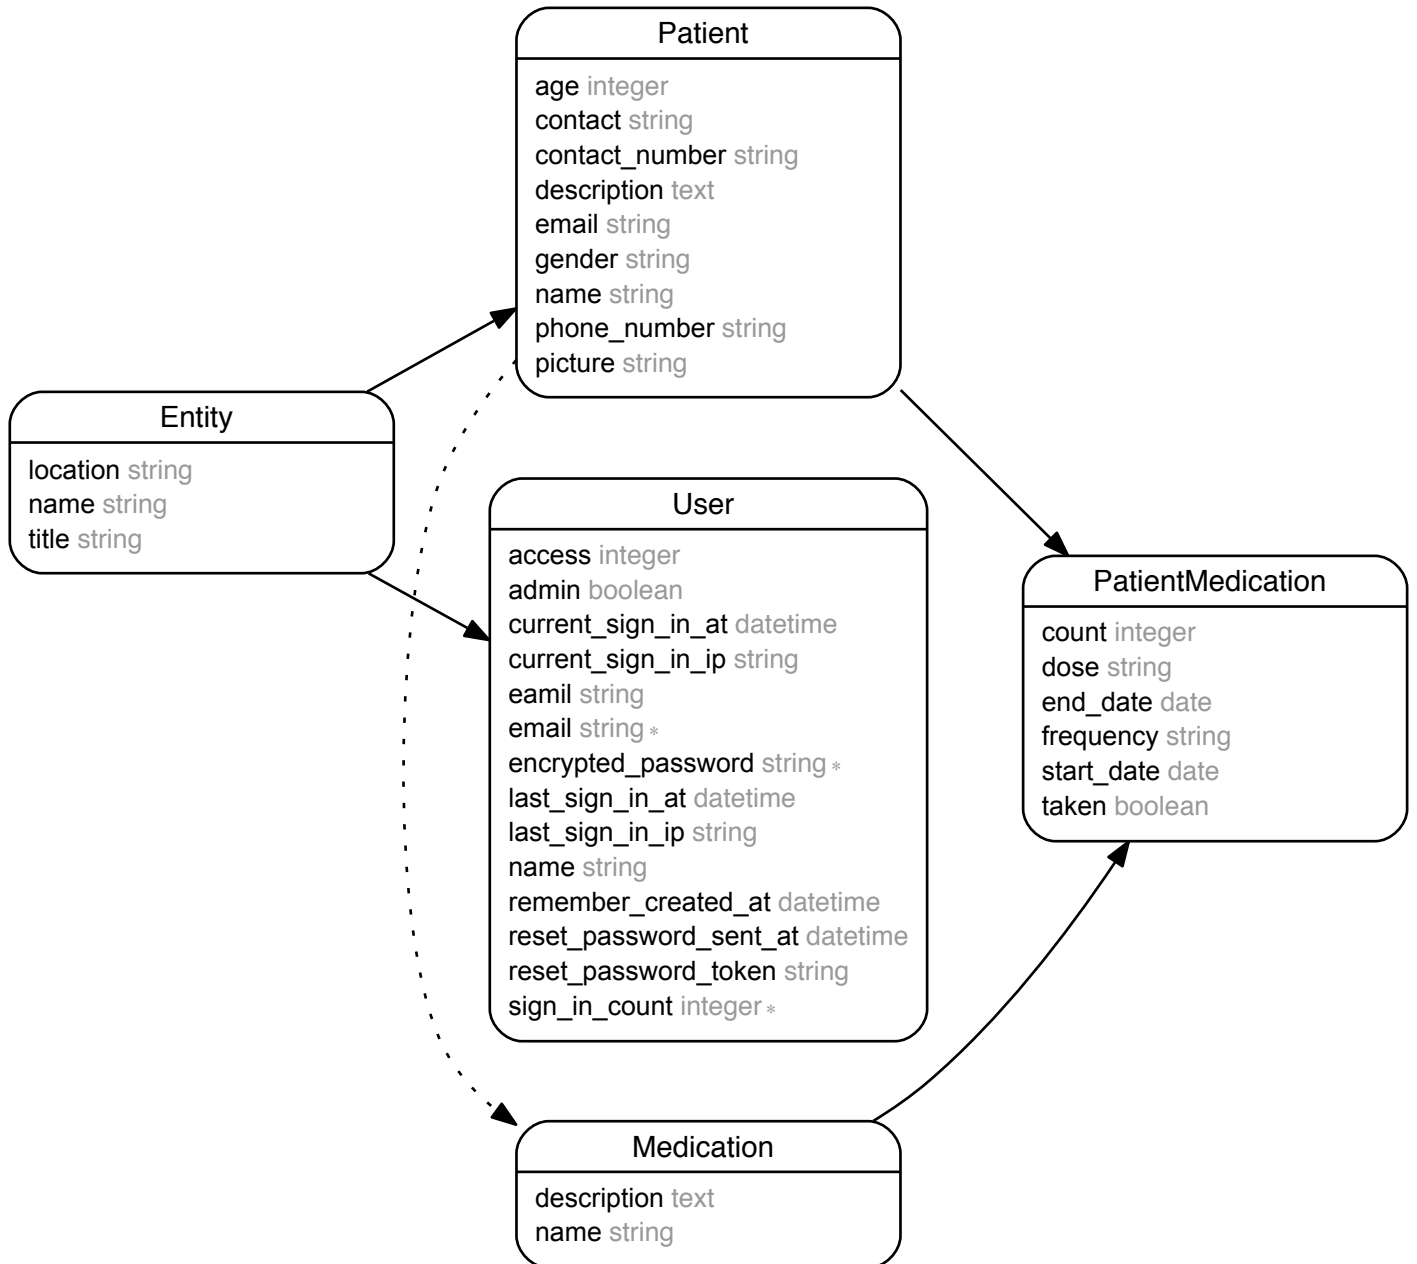 Patient
age integer
contact string
contact_number string
description text
email string
gender string
name string
phone_number string
picture string
Entity
location string
name string
title string
User
access integer
admin boolean
current_sign_in_at datetime
current_sign_in_ip string
eamil string
email string *
encrypted_password string *
last_sign_in_at datetime
last_sign_in_ip string
name string
remember_created_at datetime
reset_password_sent_at datetime
reset_password_token string
sign_in_count integer *
PatientMedication
count integer
dose string
end_date date
frequency string
start_date date
taken boolean
Medication
description text
name string